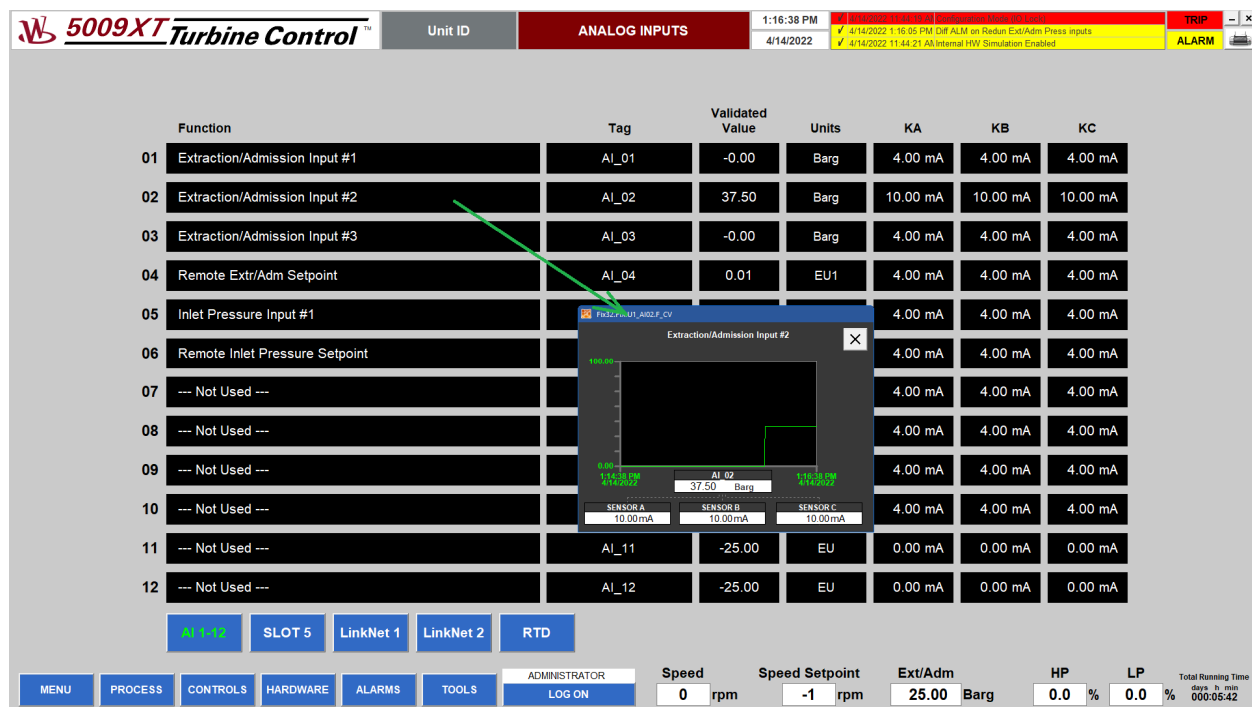 5009XT Turbine Control ™
Unit ID
ANALOG INPUTS
1:16:38 PM
4/14/2022
4/14/2022 1:16:05 PM Diff ALM on Redun Ext/Adm Press inputs
4/14/2022 11:44:21 AM Internal HW Simulation Enabled
TRIP
ALARM
Function Tag Validated Value Units KA KB KC
01 Extraction/Admission Input #1 AI_01 -0.00 Barg 4.00 mA 4.00 mA 4.00 mA
02 Extraction/Admission Input #2 AI_02 37.50 Barg 10.00 mA 10.00 mA 10.00 mA
03 Extraction/Admission Input #3 AI_03 -0.00 Barg 4.00 mA 4.00 mA 4.00 mA
04 Remote Extr/Adm Setpoint AI_04 0.01 EU1 4.00 mA 4.00 mA 4.00 mA
05 Inlet Pressure Input #1 4.00 mA 4.00 mA 4.00 mA
06 Remote Inlet Pressure Setpoint 4.00 mA 4.00 mA 4.00 mA
07 --- Not Used --- 4.00 mA 4.00 mA 4.00 mA
08 --- Not Used --- 4.00 mA 4.00 mA 4.00 mA
09 --- Not Used --- 4.00 mA 4.00 mA 4.00 mA
10 --- Not Used --- 4.00 mA 4.00 mA 4.00 mA
11 --- Not Used --- AI_11 -25.00 EU 0.00 mA 0.00 mA 0.00 mA
12 --- Not Used --- AI_12 -25.00 EU 0.00 mA 0.00 mA 0.00 mA
Extraction/Admission Input #2
100.00
0.00
1:14:38 PM
4/14/2022
AI_02
37.50 Barg
1:16:38 PM
4/14/2022
SENSOR A SENSOR B SENSOR C
10.00mA 10.00mA 10.00mA
AI 1-12 SLOT 5 LinkNet 1 LinkNet 2 RTD
MENU PROCESS CONTROLS HARDWARE ALARMS TOOLS
ADMINISTRATOR
LOG ON
Speed Speed Setpoint Ext/Adm HP LP Total Running Time
0 rpm -1 rpm 25.00 Barg 0.0 % 0.0 % days h min
000:05:42